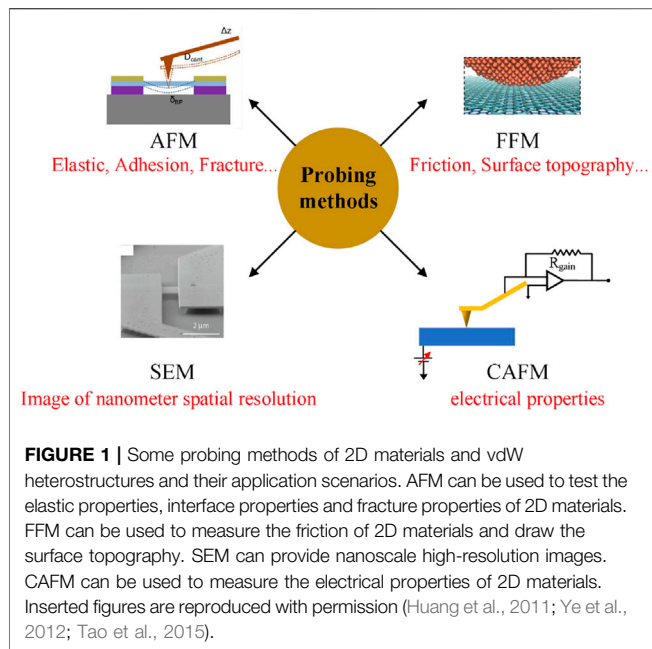 Δz
D_cont
δ_RP
AFM
Elastic, Adhesion, Fracture...
FFM
Friction, Surface topography...
Probing
methods
2 μm
SEM
Image of nanometer spatial resolution
R_gain
CAFM
electrical properties
FIGURE 1 | Some probing methods of 2D materials and vdW
heterostructures and their application scenarios. AFM can be used to test the
elastic properties, interface properties and fracture properties of 2D materials.
FFM can be used to measure the friction of 2D materials and draw the
surface topography. SEM can provide nanoscale high-resolution images.
CAFM can be used to measure the electrical properties of 2D materials.
Inserted figures are reproduced with permission (Huang et al., 2011; Ye et al.,
2012; Tao et al., 2015).